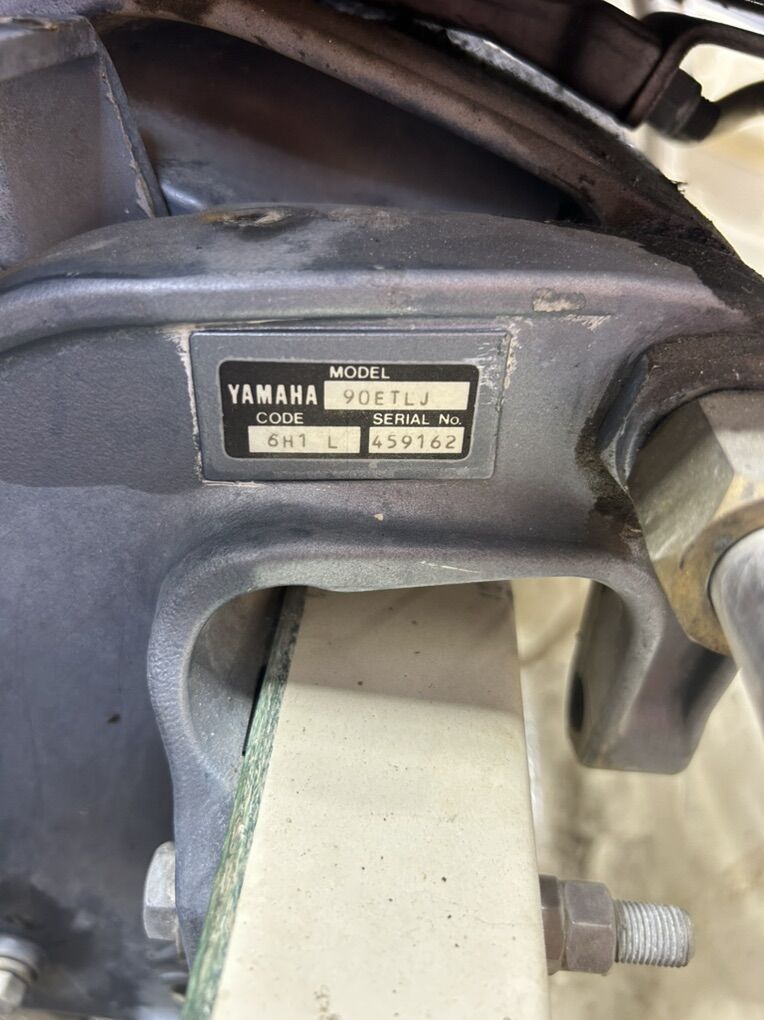 MODEL
YAMAHA 90ETLJ
CODE SERIAL No.
6H1 L 459162